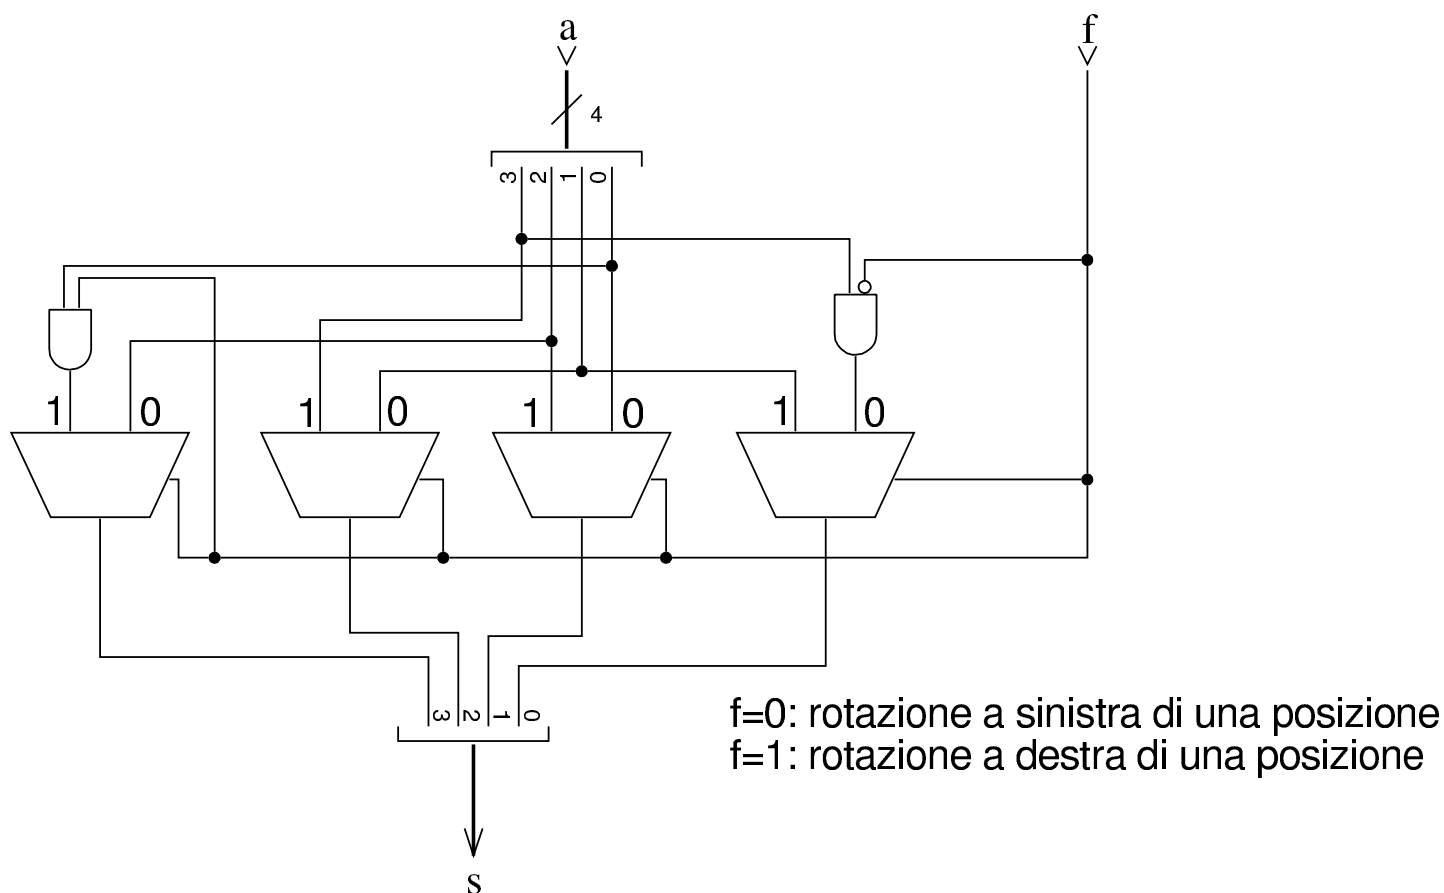 a
f
4
3 2 1 0
1 0 1 0 1 0 1 0
3 2 1 0
f=0: rotazione a sinistra di una posizione
f=1: rotazione a destra di una posizione
s